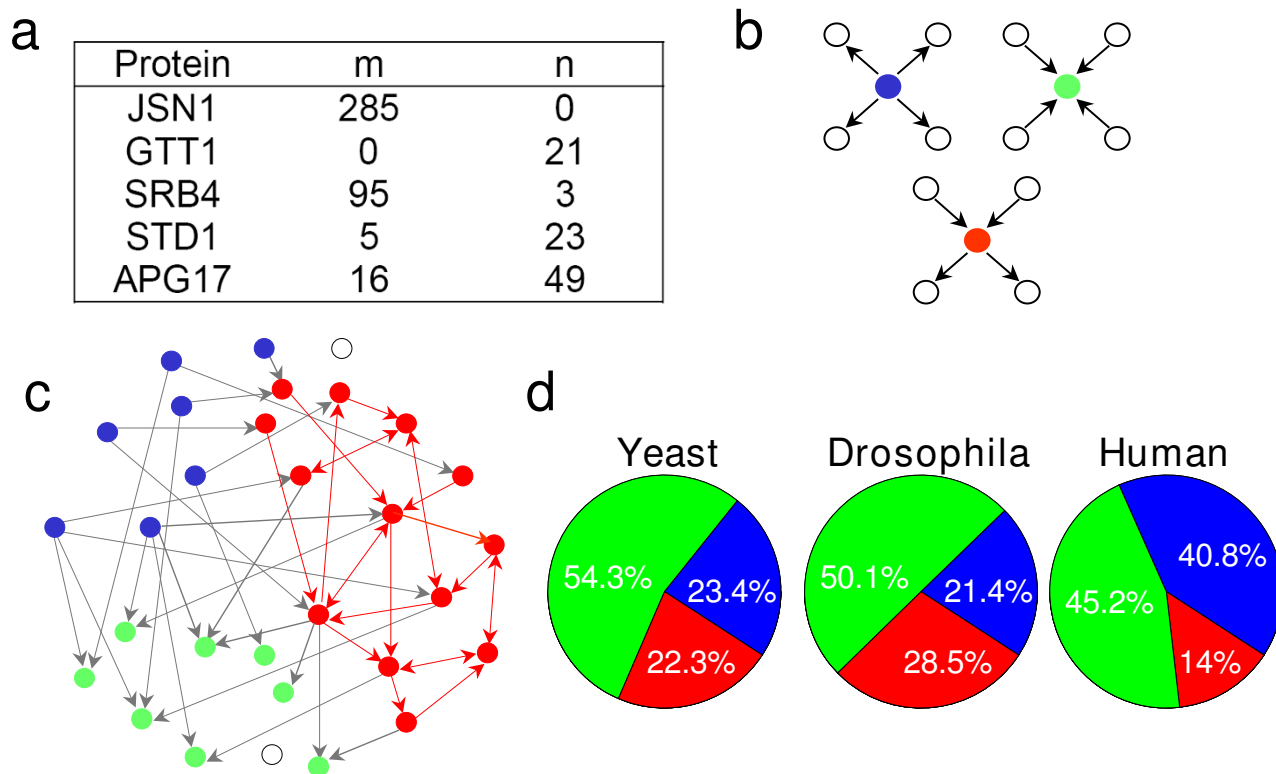 a
Protein m n
JSN1 285 0
GTT1 0 21
SRB4 95 3
STD1 5 23
APG17 16 49
b
c
d
Yeast Drosophila Human
54.3% 23.4% 22.3%
50.1% 21.4% 28.5%
45.2% 40.8% 14%